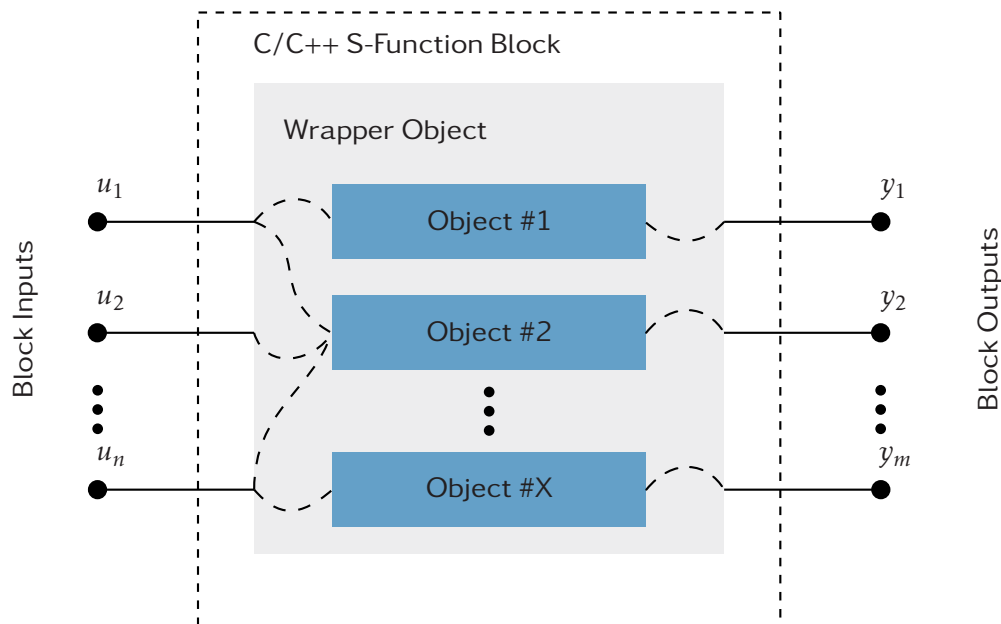 C/C++ S-Function Block
Wrapper Object
u₁
Object #1
y₁
u₂
Object #2
y₂
uₙ
Object #X
yₘ
Block Inputs
Block Outputs